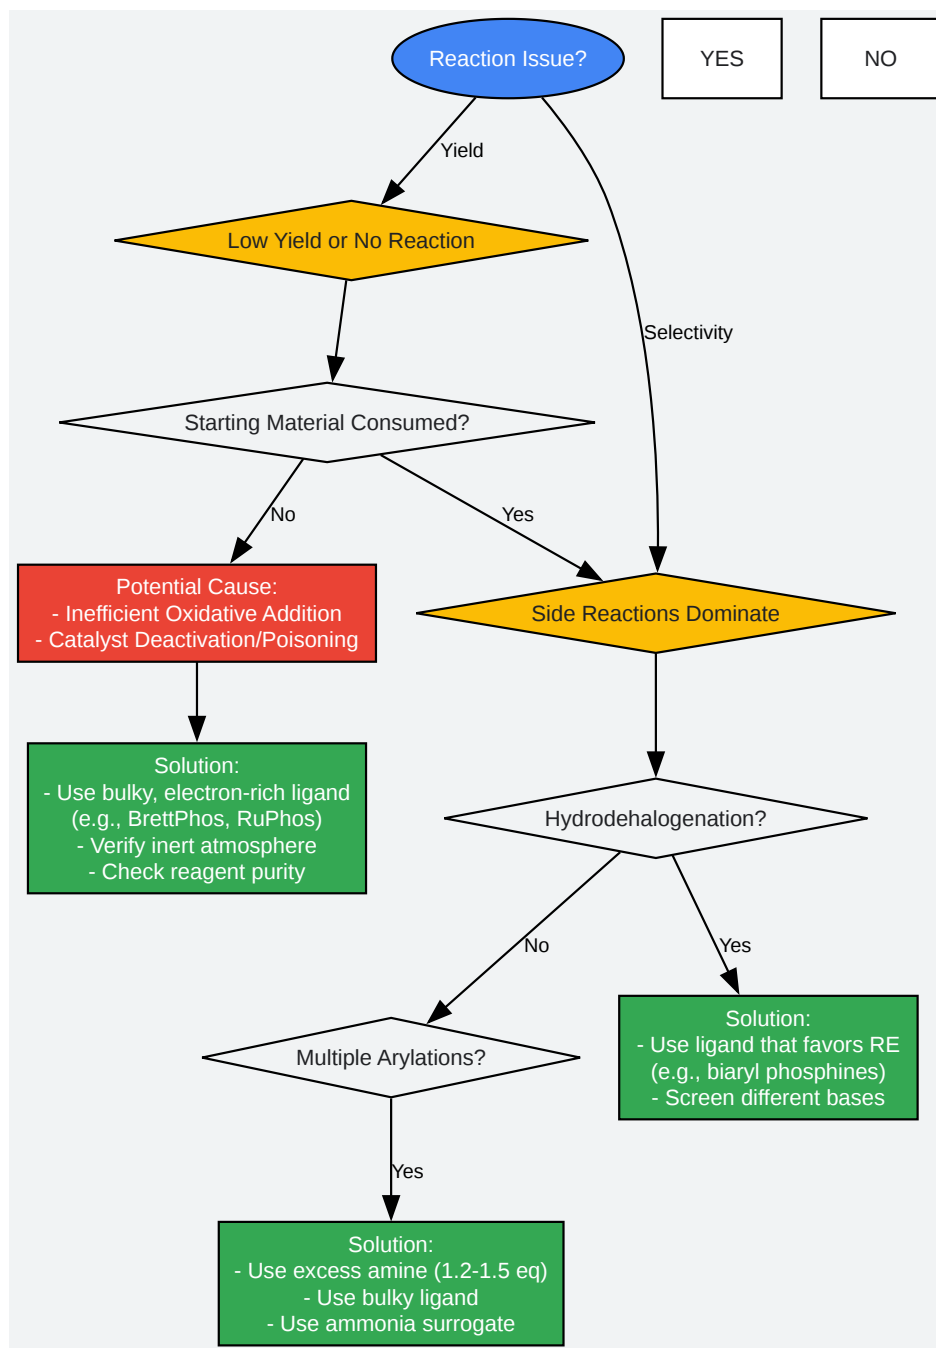 Reaction Issue?
YES
NO
Yield
Low Yield or No Reaction
Selectivity
Starting Material Consumed?
No
Yes
Potential Cause:
- Inefficient Oxidative Addition
- Catalyst Deactivation/Poisoning
Side Reactions Dominate
Solution:
- Use bulky, electron-rich ligand
(e.g., BrettPhos, RuPhos)
- Verify inert atmosphere
- Check reagent purity
Hydrodehalogenation?
No
Yes
Solution:
- Use ligand that favors RE
(e.g., biaryl phosphines)
- Screen different bases
Multiple Arylations?
Yes
Solution:
- Use excess amine (1.2-1.5 eq)
- Use bulky ligand
- Use ammonia surrogate